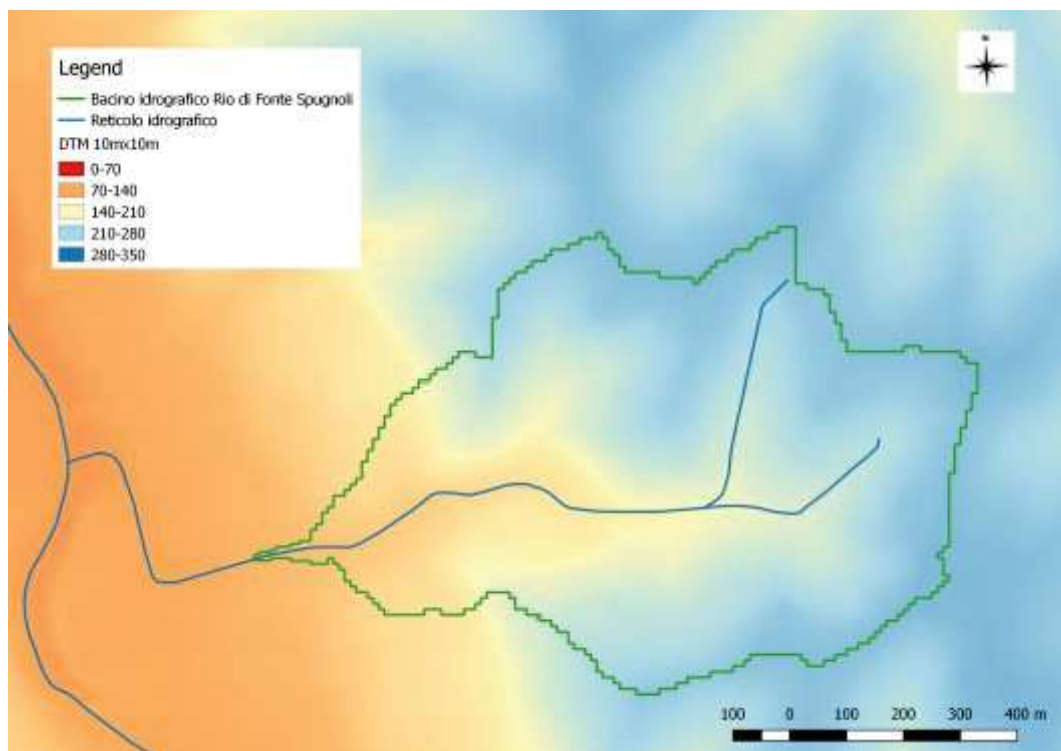 N
Legend
Bacino idrografico Rio di Fonte Spugnoli
Reticolo idrografico
DTM 10mx10m
0-70
70-140
140-210
210-280
280-350
100 0 100 200 300 400 m